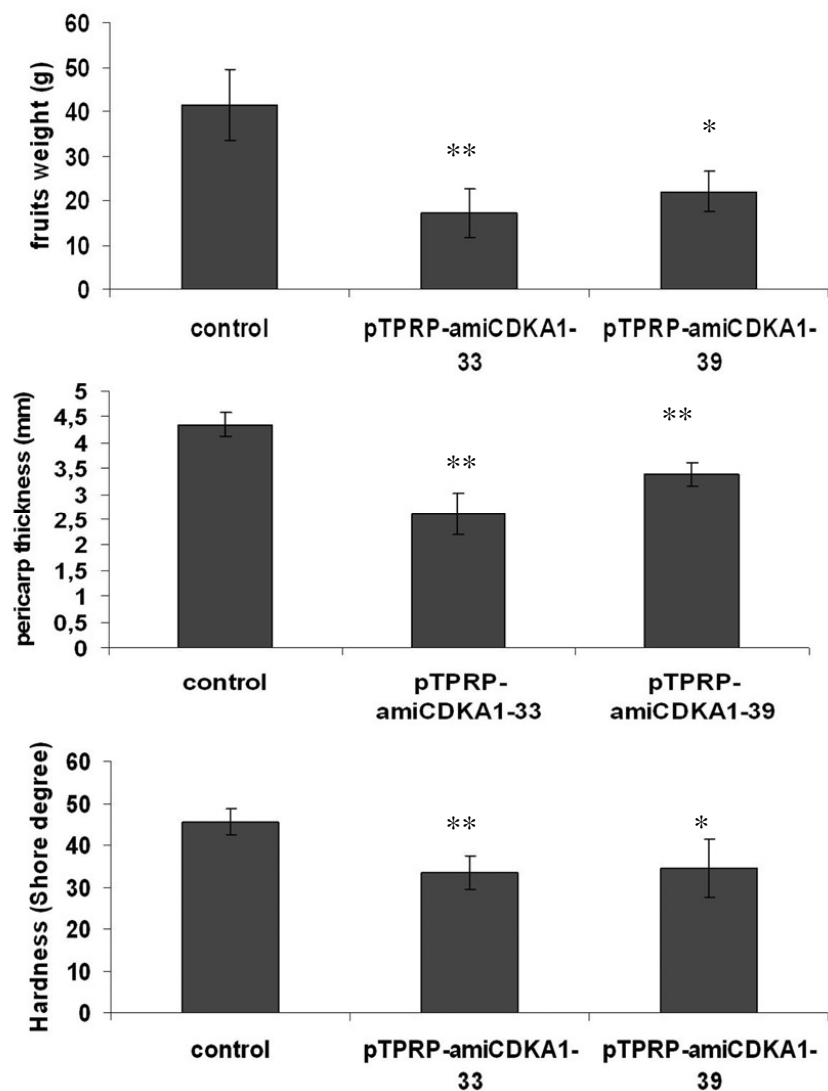 fruits weight (g)
60
50
40
30
20
10
0
**
*
control
pTPRP-amiCDKA1-
33
pTPRP-amiCDKA1-
39
pericarp thickness (mm)
5
4,5
4
3,5
3
2,5
2
1,5
1
0,5
0
**
**
control
pTPRP-
amiCDKA1-33
pTPRP-
amiCDKA1-39
Hardness (Shore degree)
60
50
40
30
20
10
0
**
*
control
pTPRP-amiCDKA1-
33
pTPRP-amiCDKA1-
39